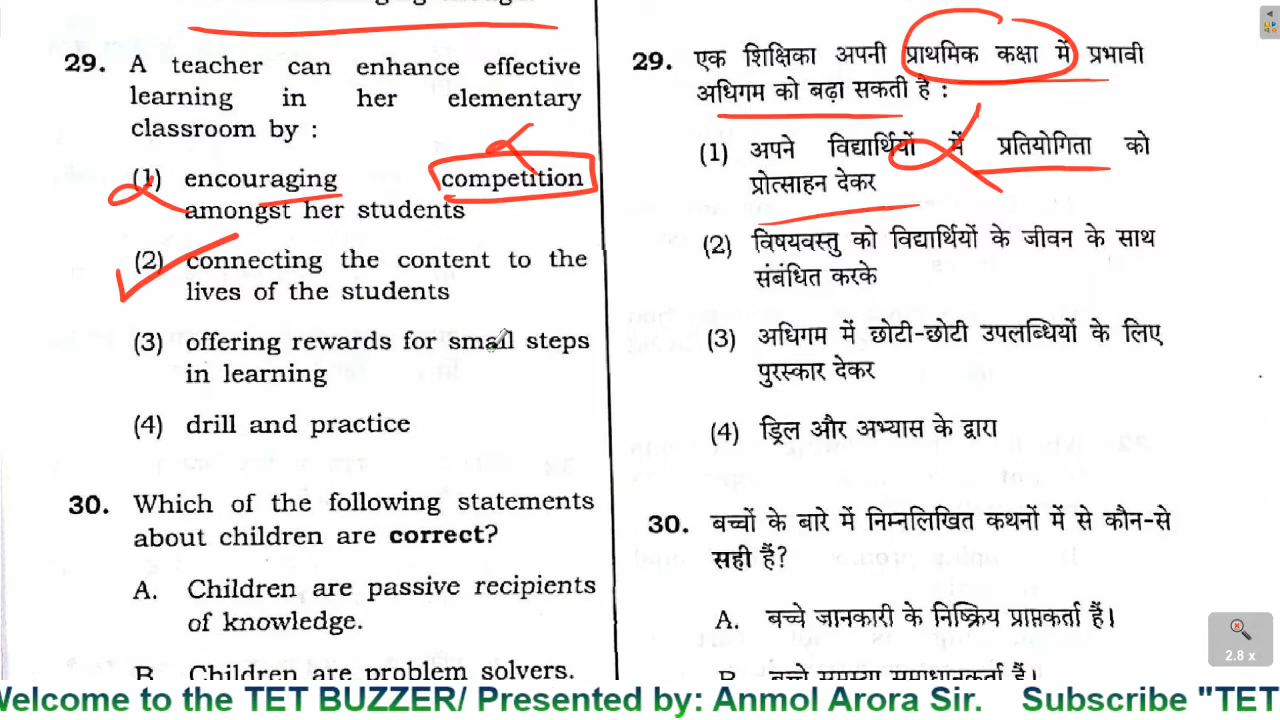 29. A teacher can enhance effective
learning in her elementary
classroom by :
(1) encouraging competition
amongst her students
(2) connecting the content to the
lives of the students
(3) offering rewards for small steps
in learning
(4) drill and practice
30. Which of the following statements
about children are correct?
A. Children are passive recipients
of knowledge.
B. Children are problem solvers.
29. एक शिक्षिका अपनी प्राथमिक कक्षा में प्रभावी
अधिगम को बढ़ा सकती है :
(1) अपने विद्यार्थियों में प्रतियोगिता को
प्रोत्साहन देकर
(2) विषयवस्तु को विद्यार्थियों के जीवन के साथ
संबंधित करके
(3) अधिगम में छोटी-छोटी उपलब्धियों के लिए
पुरस्कार देकर
(4) ड्रिल और अभ्यास के द्वारा
30. बच्चों के बारे में निम्नलिखित कथनों में से कौन-से
सही हैं?
A. बच्चे जानकारी के निष्क्रिय प्राप्तकर्ता हैं।
B. बच्चे समस्या समाधानकर्ता हैं।
2.8 x
Welcome to the TET BUZZER/ Presented by: Anmol Arora Sir. Subscribe "TET